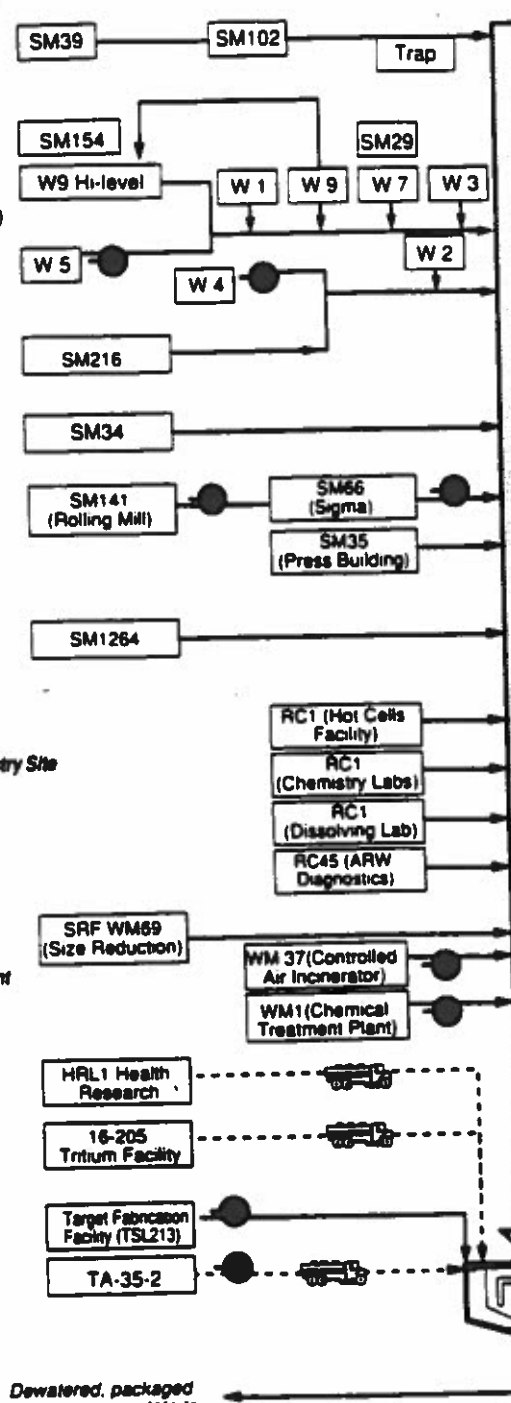 SM39
SM102
Trap
SM154
SM29
W9 Hi-level
W 1
W 9
W 7
W 3
)
W 5
W 4
W 2
SM216
SM34
SM141
(Rolling Mill)
SM66
(Sigma)
SM35
(Press Building)
SM1264
RC1 (Hot Cells
Facility)
try Site
RC1
(Chemistry Labs)
RC1
(Dissolving Lab)
RC45 (ARW
Diagnostics)
SRF WM69
(Size Reduction)
WM 37(Controlled
Air Incinerator)
nt
WM1(Chemical
Treatment Plant)
HRL1 Health
Research
16-205
Tritium Facility
Target Fabrication
Facility (TSL213)
TA-35-2
Dewatered, packaged